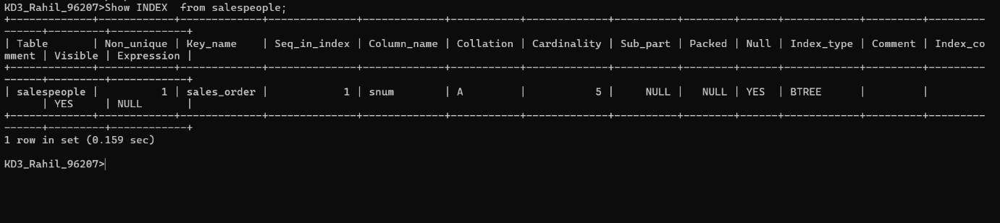 KD3_Rahil_96207>Show INDEX  from salespeople;
+-------------+------------+-------------+--------------+-------------+-----------+-------------+----------+--------+------+------------+---------+---------
------+---------+------------+
| Table       | Non_unique | Key_name    | Seq_in_index | Column_name | Collation | Cardinality | Sub_part | Packed | Null | Index_type | Comment | Index_co
mment | Visible | Expression |
+-------------+------------+-------------+--------------+-------------+-----------+-------------+----------+--------+------+------------+---------+---------
------+---------+------------+
| salespeople |          1 | sales_order |            1 | snum        | A         |           5 |     NULL |   NULL | YES  | BTREE      |         |
      | YES     | NULL       |
+-------------+------------+-------------+--------------+-------------+-----------+-------------+----------+--------+------+------------+---------+---------
------+---------+------------+
1 row in set (0.159 sec)
KD3_Rahil_96207>